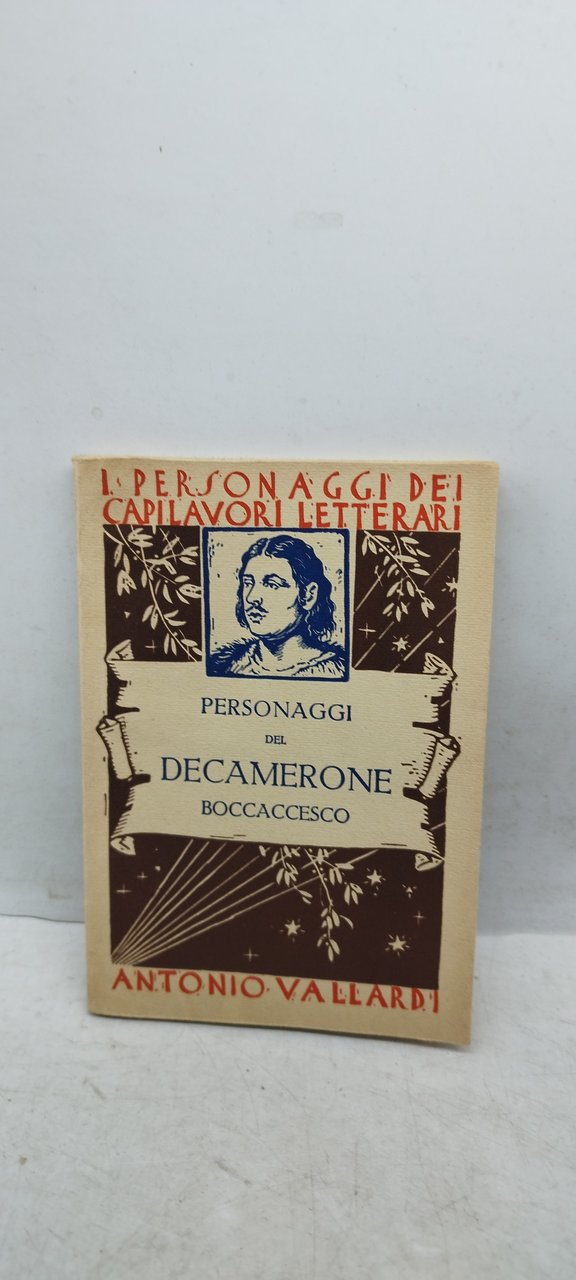 I PERSONAGGI DEI
CAPILAVORI LETTERARI
PERSONAGGI
DEL
DECAMERONE
BOCCACCESCO
ANTONIO VALLARDI